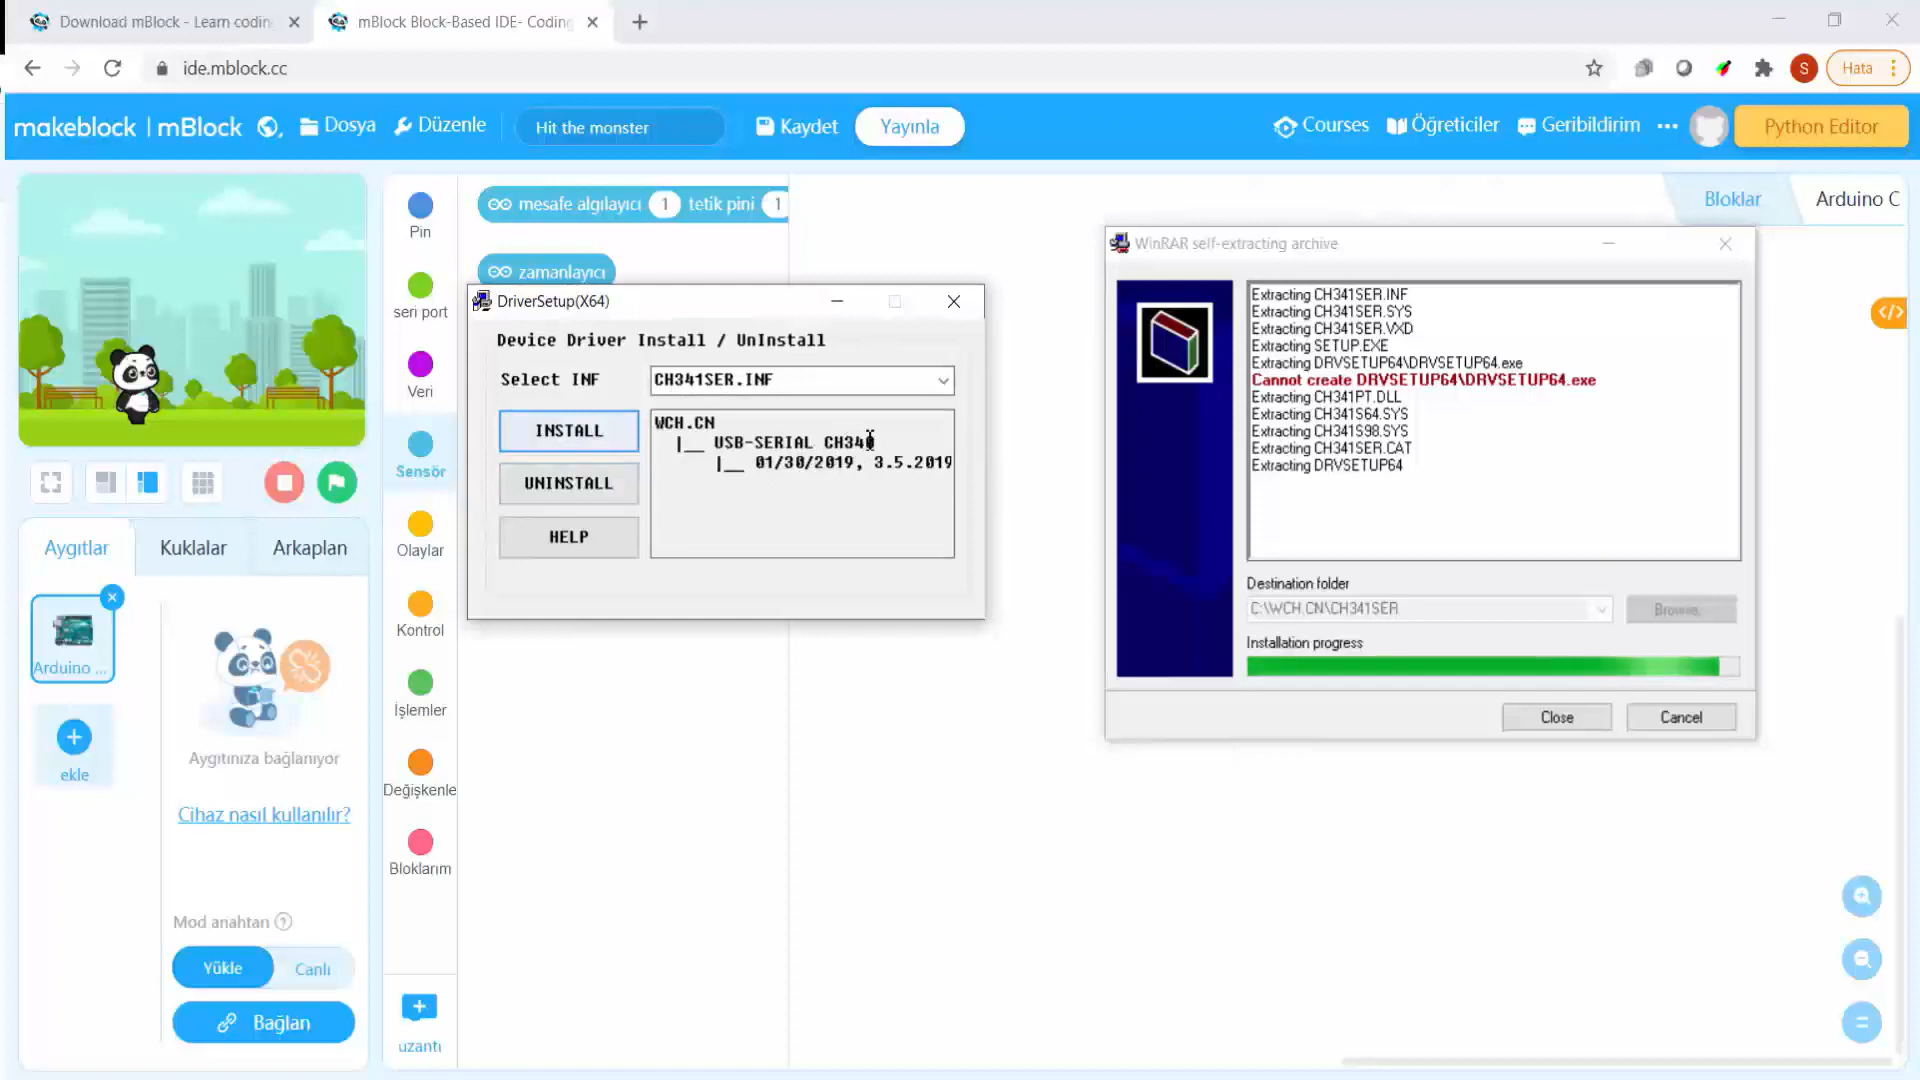 Download mBlock - Learn coding
mBlock Block-Based IDE- Coding
ide.mblock.cc
S
Hata
makeblock | mBlock
Dosya
Düzenle
Hit the monster
Kaydet
Yayınla
Courses
Öğreticiler
Geribildirim
Python Editor
Pin
seri port
Veri
Sensör
Olaylar
Kontrol
İşlemler
Değişkenle
Bloklarım
uzantı
mesafe algılayıcı 1 tetik pini 1
zamanlayıcı
Bloklar
Arduino C
DriverSetup(X64)
Device Driver Install / UnInstall
Select INF
CH341SER.INF
INSTALL
UNINSTALL
HELP
WCH.CN
|__ USB-SERIAL CH340
|__ 01/30/2019, 3.5.2019
WinRAR self-extracting archive
Extracting CH341SER.INF
Extracting CH341SER.SYS
Extracting CH341SER.VXD
Extracting SETUP.EXE
Extracting DRVSETUP64\DRVSETUP64.exe
Cannot create DRVSETUP64\DRVSETUP64.exe
Extracting CH341PT.DLL
Extracting CH341S64.SYS
Extracting CH341S98.SYS
Extracting CH341SER.CAT
Extracting DRVSETUP64
Destination folder
C:\WCH.CN\CH341SER
Browse...
Installation progress
Close
Cancel
Aygıtlar
Kuklalar
Arkaplan
Arduino ...
ekle
Aygıtınıza bağlanıyor
Cihaz nasıl kullanılır?
Mod anahtarı ?
Yükle
Canlı
Bağlan